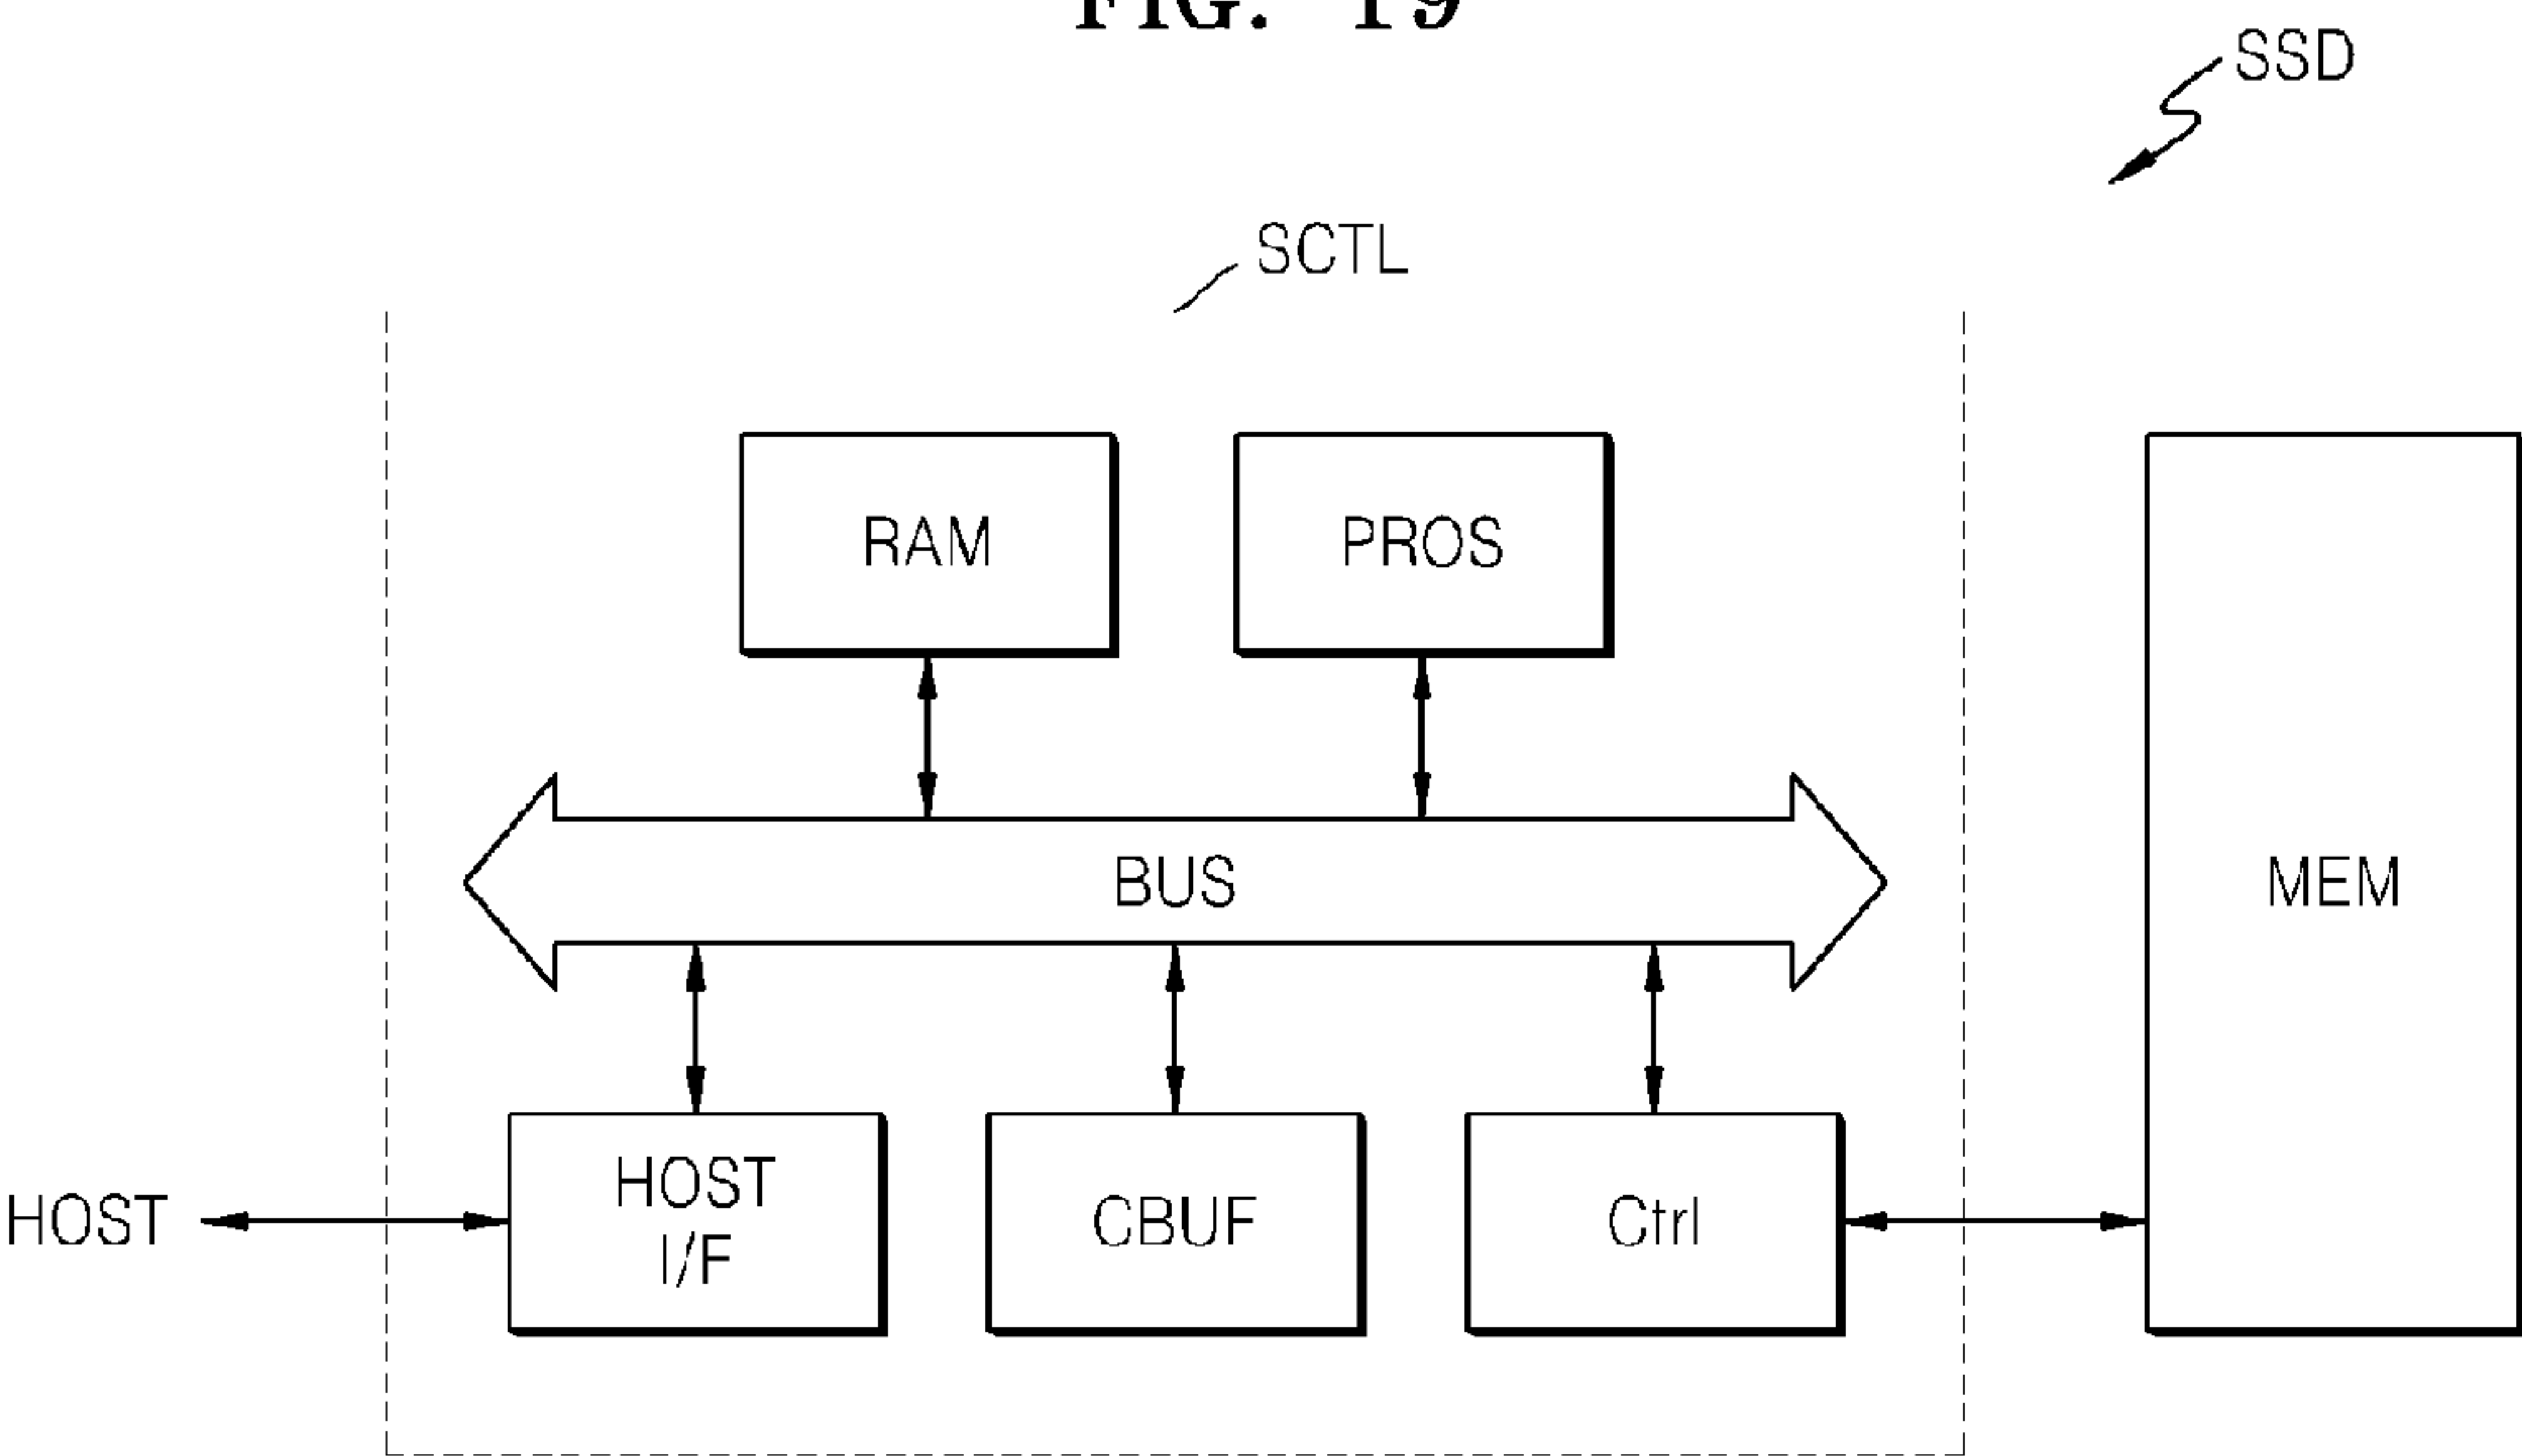 FIG. 19
SSD
SCTL
RAM
PROS
BUS
MEM
HOST
HOST
I/F
CBUF
Ctrl